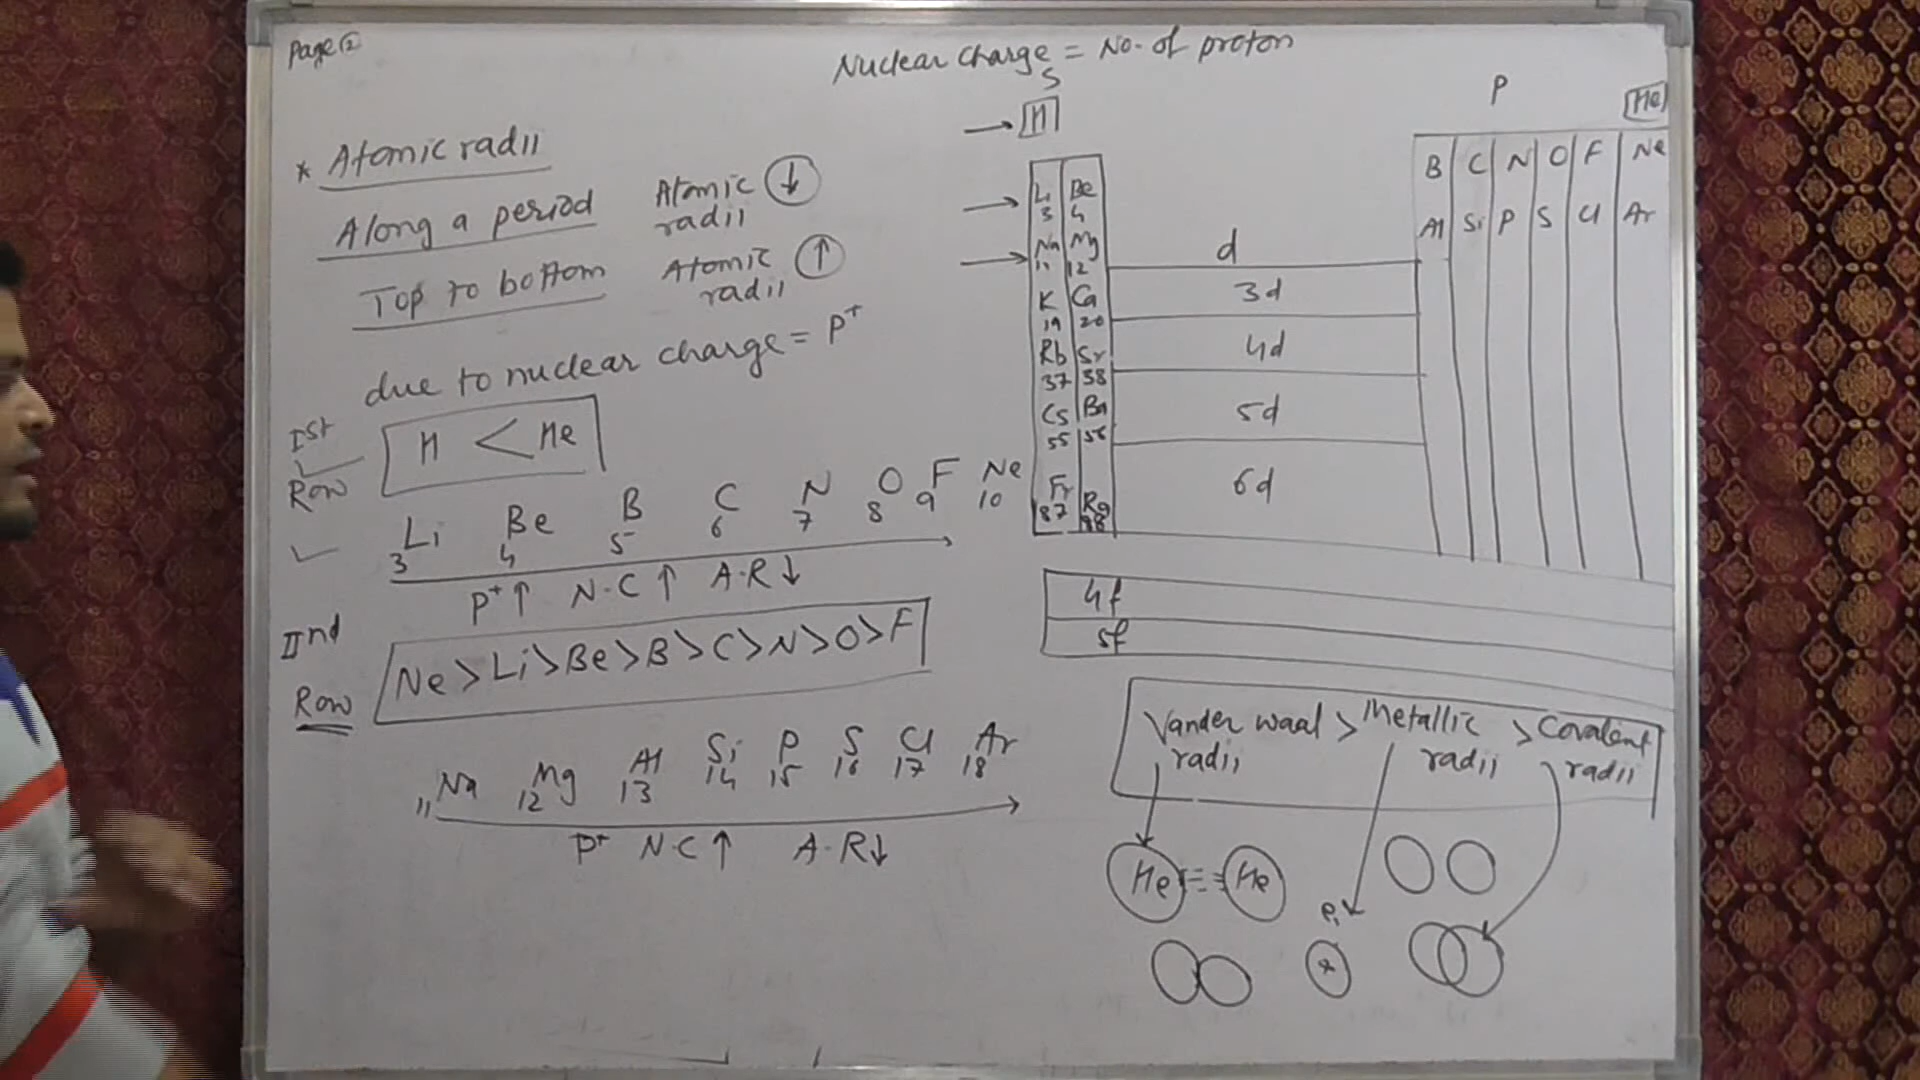 Page ②
Nuclear charge = No. of proton
* Atomic radii
Along a period Atomic radii ↓
Top to bottom Atomic radii ↑
due to nuclear charge = P⁺
Ist Row
H < He
Li Be B C N O F Ne
3 4 5 6 7 8 9 10
P⁺↑ N·C↑ A·R↓
IInd Row
Ne > Li > Be > B > C > N > O > F
Na Mg Al Si P S Cl Ar
11 12 13 14 15 16 17 18
P⁺ N·C↑ A·R↓
S
H
Li Be
3 4
Na Mg
11 12
K Ca
19 20
Rb Sr
37 38
Cs Ba
55 56
Fr Ra
87 88
d
3d
4d
5d
6d
P
He
B C N O F Ne
Al Si P S Cl Ar
4f
5f
Vander waal radii > Metallic radii > Covalent radii
He He